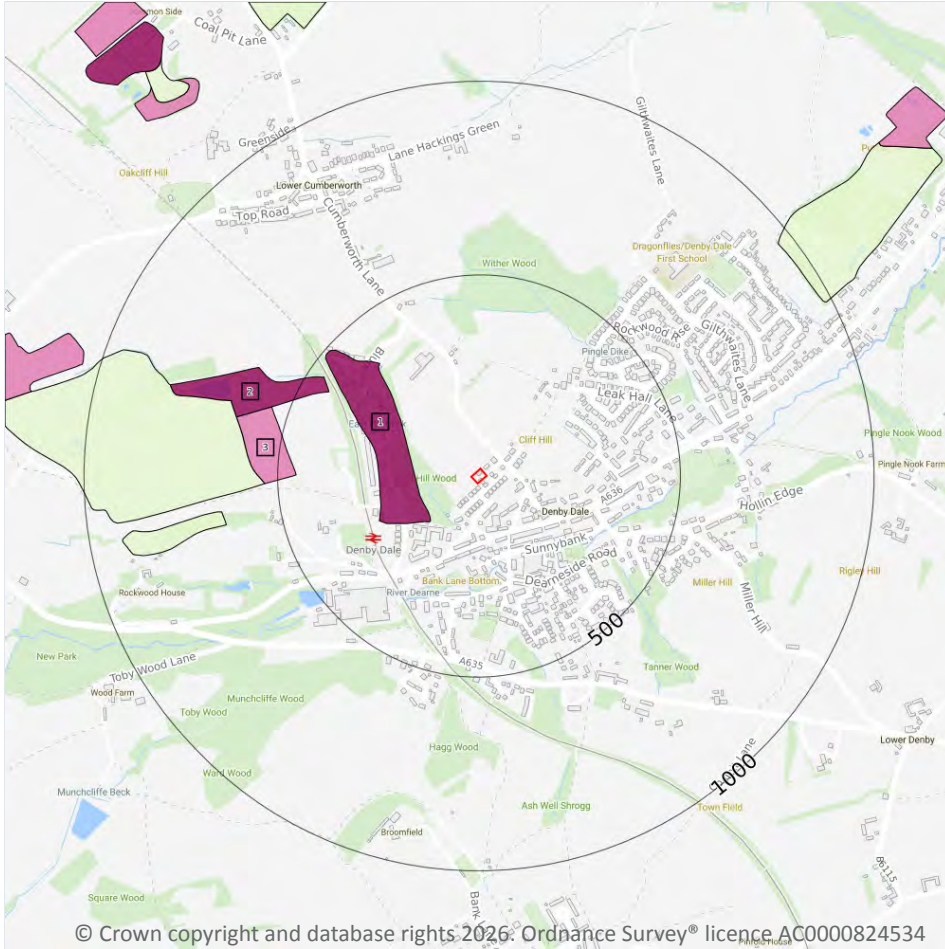 Common Side
Coal Pit Lane
Greenside
Lane Hackings Green
Gilthwaites Lane
Oakcliff Hill
Lower Cumberworth
Top Road
Cumberworth Lane
Dragonflies/Denby Dale
First School
Wither Wood
Rockwood Rise
Gilthwaites Lane
Pingle Dike
2
Leak Hall Lane
1
3
Cliff Hill
Pingle Nook Wood
Pingle Nook Farm
Hill Wood
A636
Hollin Edge
Denby Dale
Sunnybank
Denby Dale
Dearneside Road
Bank Lane Bottom
Rockwood House
River Dearne
Miller Hill
Rigley Hill
Miller Hill
500
New Park
Toby Wood Lane
A635
Tanner Wood
Wood Farm
Munchcliffe Wood
Toby Wood
Lower Denby
Hagg Wood
Lane
1000
Ward Wood
Munchcliffe Beck
Ash Well Shrogg
Town Field
Broomfield
B6115
Square Wood
Bank
© Crown copyright and database rights 2026. Ordnance Survey® licence AC0000824534